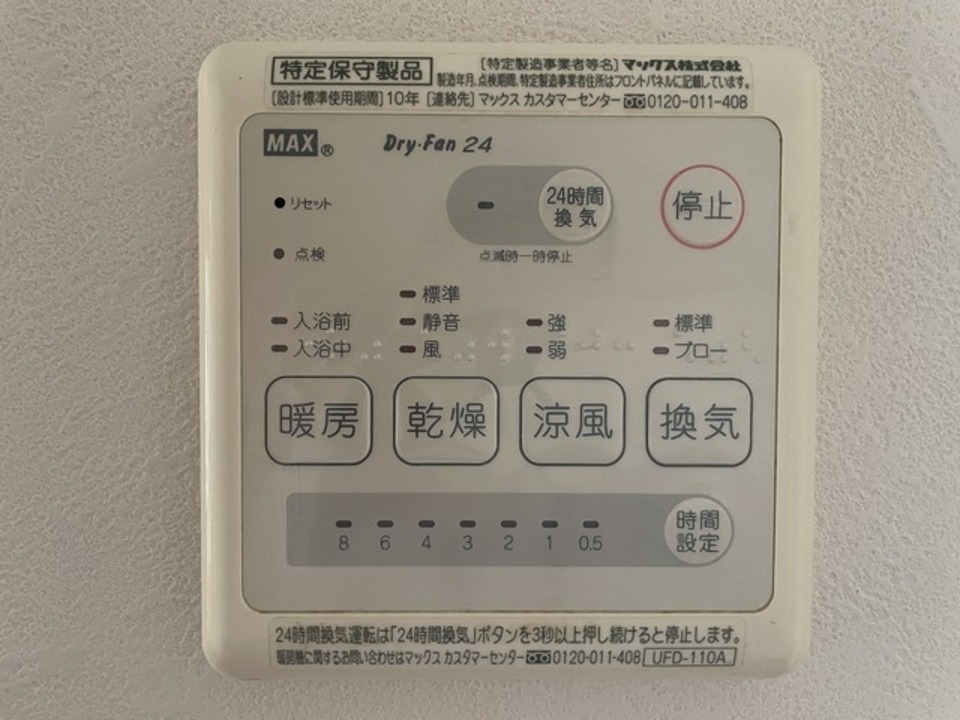 特定保守製品 [特定製造事業者等名] マックス株式会社
製造年月、点検期間、特定製造事業者住所はフロントパネルに記載しています。
[設計標準使用期間] 10年 [連絡先] マックス カスタマーセンター 0120-011-408
MAX® Dry・Fan 24
リセット
24時間
換気
停止
点検
点滅時一時停止
標準
入浴前 静音 強 標準
入浴中 風 弱 ブロー
暖房 乾燥 涼風 換気
8 6 4 3 2 1 0.5
時間
設定
24時間換気運転は「24時間換気」ボタンを3秒以上押し続けると停止します。
暖房機に関するお問い合わせはマックス カスタマーセンター 0120-011-408 UFD-110A